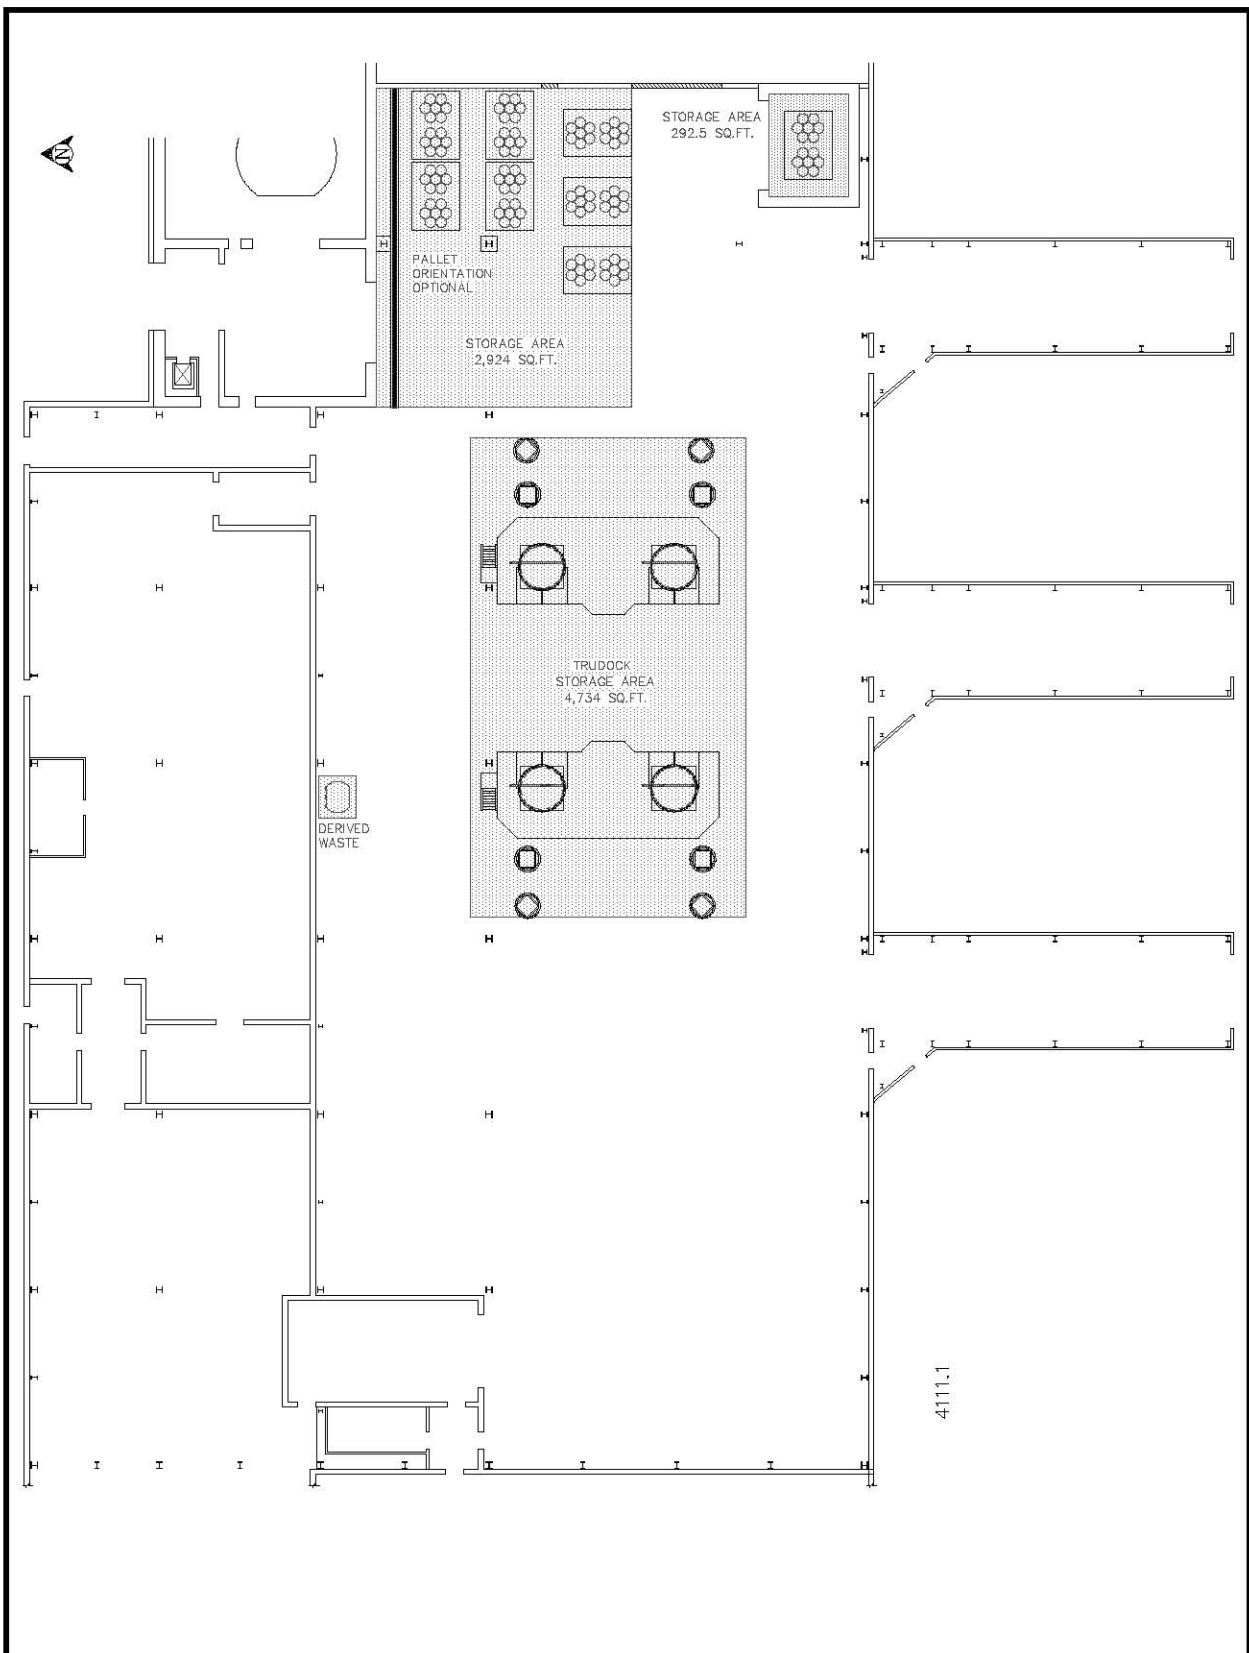 N
STORAGE AREA
292.5 SQ.FT.
PALLET
ORIENTATION
OPTIONAL
STORAGE AREA
2,924 SQ.FT.
TRUDOCK
STORAGE AREA
4,734 SQ.FT.
DERIVED
WASTE
4111.1